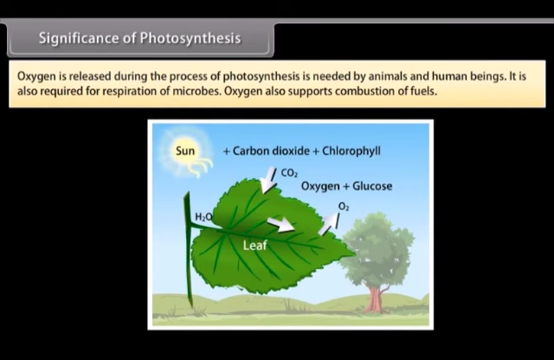 Significance of Photosynthesis
Oxygen is released during the process of photosynthesis is needed by animals and human beings. It is
also required for respiration of microbes. Oxygen also supports combustion of fuels.
Sun + Carbon dioxide + Chlorophyll
CO₂
Oxygen + Glucose
O₂
H₂O
Leaf